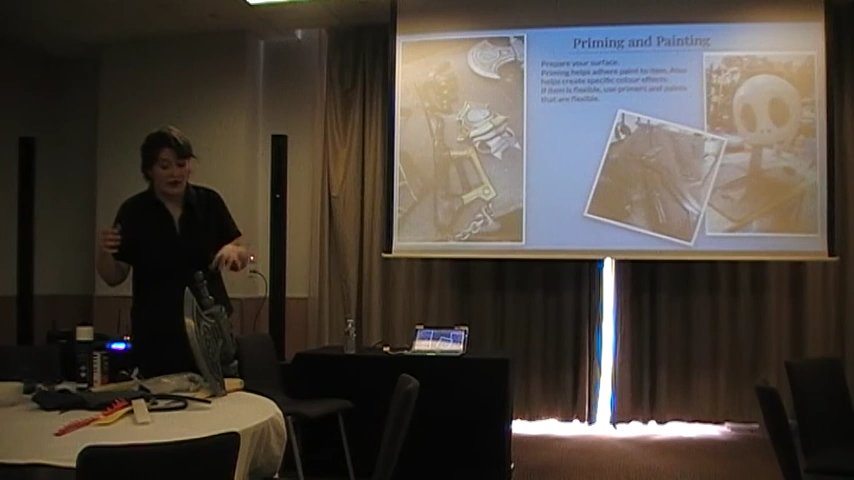 Priming and Painting
Prepare your surface.
Priming helps adhere paint to item. Also
helps create specific colour effects.
If item is flexible, use primers and paints
that are flexible.